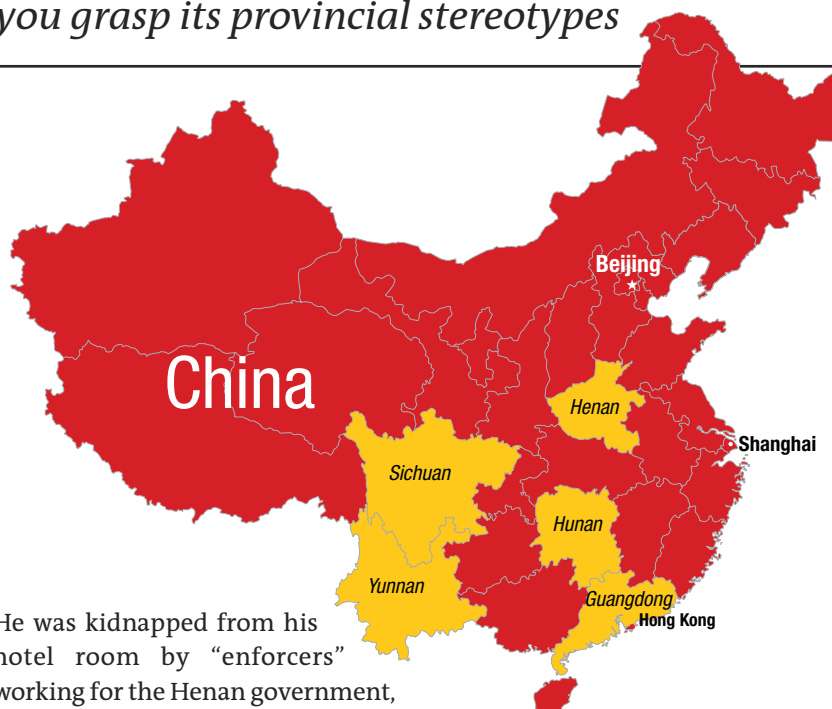 you grasp its provincial stereotypes
Beijing
China
Henan
Shanghai
Sichuan
Hunan
Yunnan
Guangdong
Hong Kong
He was kidnapped from his
hotel room by “enforcers”
working for the Henan government,